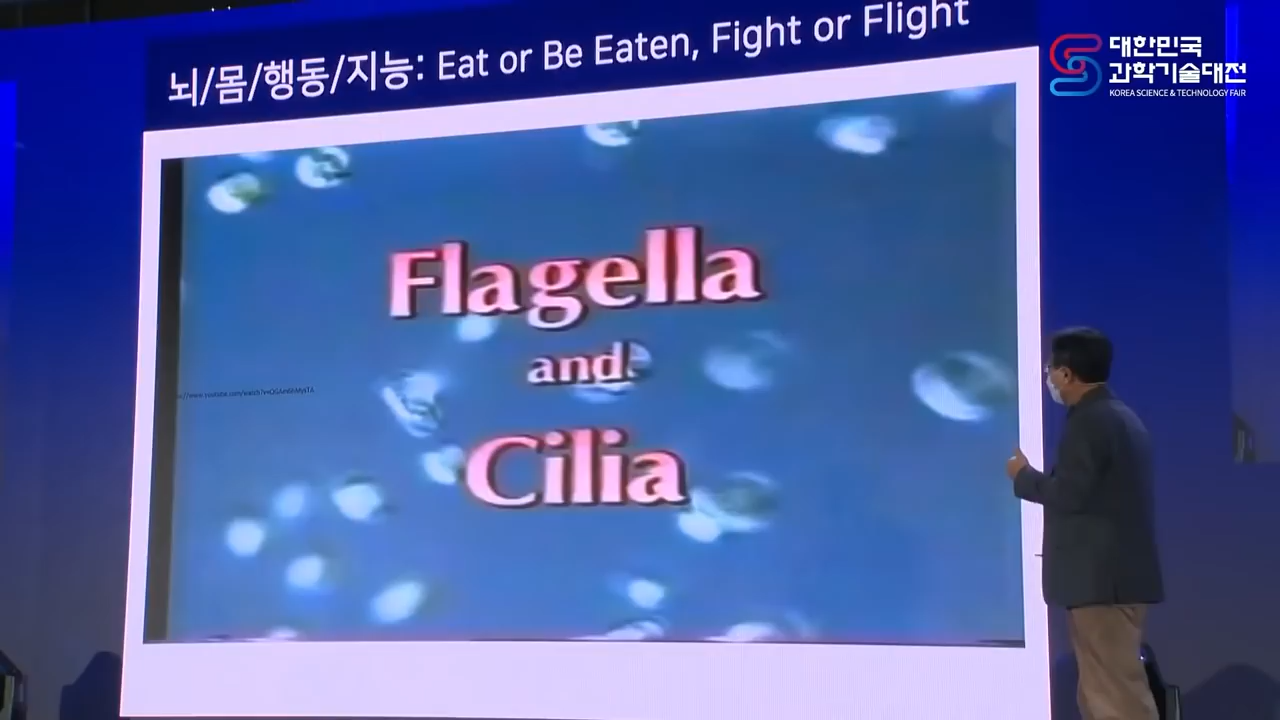 뇌/몸/행동/지능: Eat or Be Eaten, Fight or Flight
대한민국
과학기술대전
KOREA SCIENCE & TECHNOLOGY FAIR
Flagella
and
Cilia